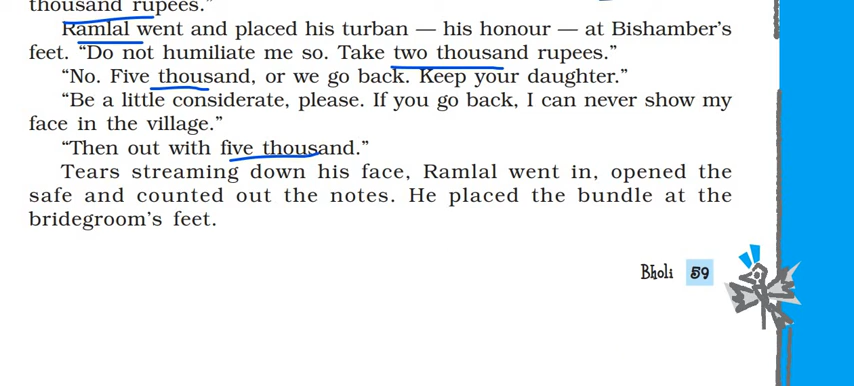 thousand rupees.”
Ramlal went and placed his turban — his honour — at Bishamber’s
feet. “Do not humiliate me so. Take two thousand rupees.”
“No. Five thousand, or we go back. Keep your daughter.”
“Be a little considerate, please. If you go back, I can never show my
face in the village.”
“Then out with five thousand.”
Tears streaming down his face, Ramlal went in, opened the
safe and counted out the notes. He placed the bundle at the
bridegroom’s feet.
Bholi 59